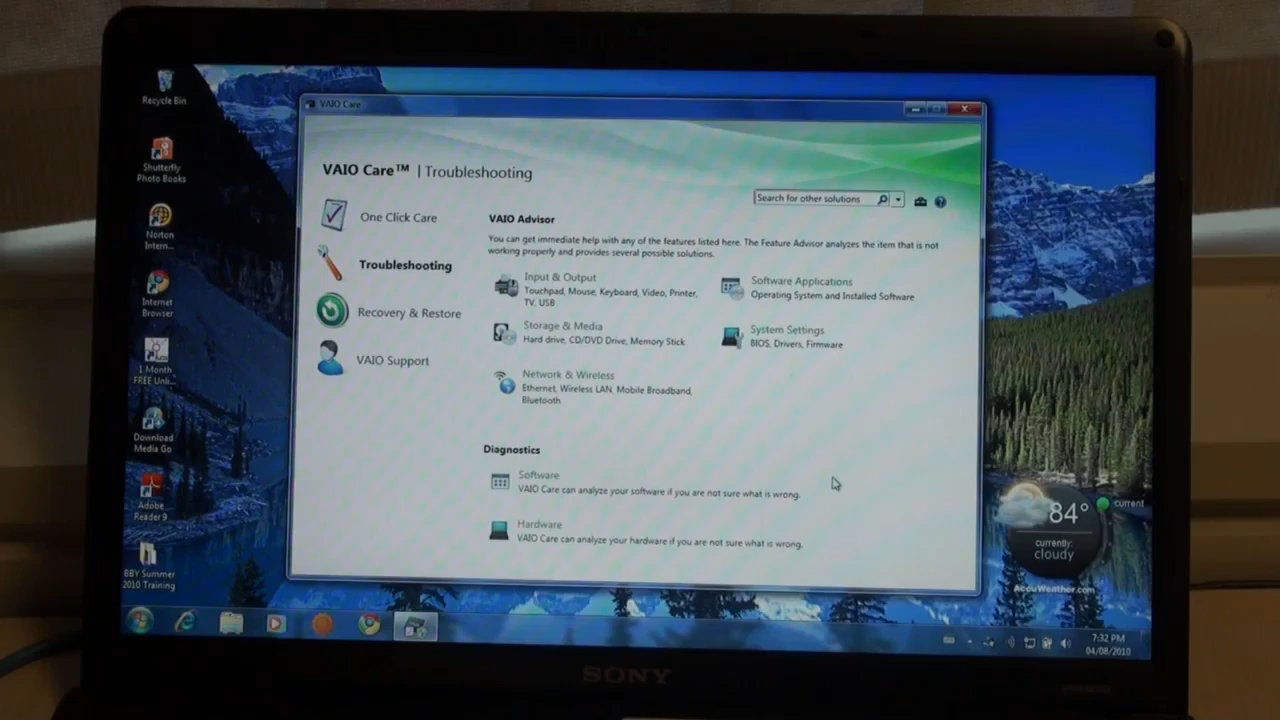 Recycle Bin
Shutterfly
Photo Books
Norton
Intern...
Internet
Browser
1 Month
FREE Unli...
Download
Media Go
Adobe
Reader 9
BBY Summer
2010 Training
VAIO Care
VAIO Care™ | Troubleshooting
Search for other solutions
One Click Care
Troubleshooting
Recovery & Restore
VAIO Support
VAIO Advisor
You can get immediate help with any of the features listed here. The Feature Advisor analyzes the item that is not
working properly and provides several possible solutions.
Input & Output
Touchpad, Mouse, Keyboard, Video, Printer,
TV, USB
Software Applications
Operating System and Installed Software
Storage & Media
Hard drive, CD/DVD Drive, Memory Stick
System Settings
BIOS, Drivers, Firmware
Network & Wireless
Ethernet, Wireless LAN, Mobile Broadband,
Bluetooth
Diagnostics
Software
VAIO Care can analyze your software if you are not sure what is wrong.
Hardware
VAIO Care can analyze your hardware if you are not sure what is wrong.
84°
current
currently:
cloudy
AccuWeather.com
7:32 PM
04/08/2010
SONY